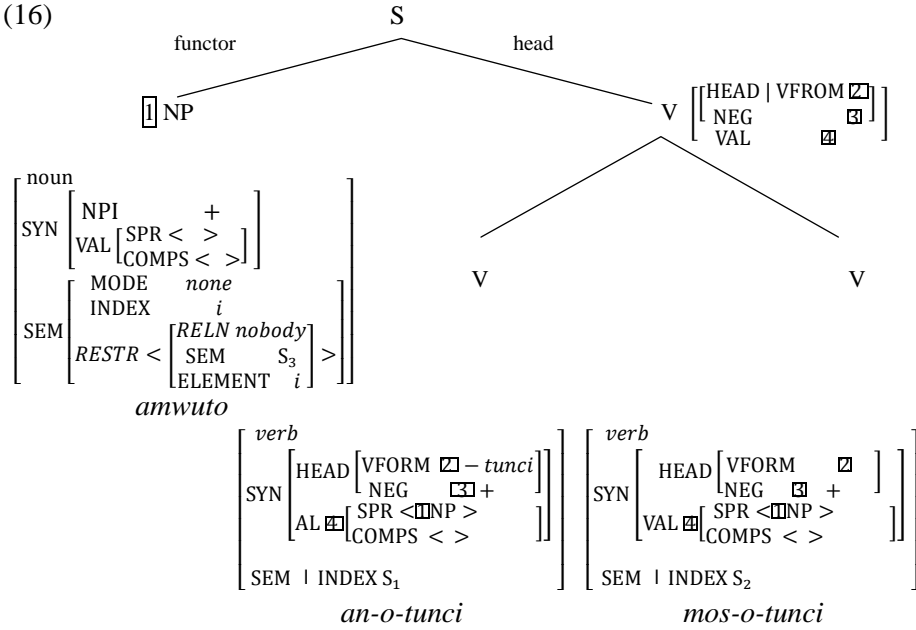 (16)
S
functor
head
1 NP
V [[HEAD | VFROM 2]
NEG 3
VAL 4]
noun
SYN [NPI +
VAL [SPR < >
COMPS < >]]
SEM [MODE none
INDEX i
RESTR < [RELN nobody
SEM S3
ELEMENT i] >]
amwuto
V
V
verb
SYN [HEAD [VFORM 2 − tunci]
NEG 3 +
AL 4 [SPR < 1 NP >
COMPS < >]]
SEM | INDEX S1
an-o-tunci
verb
SYN [HEAD [VFORM 2]
NEG 3 +
VAL 4 [SPR < 1 NP >
COMPS < >]]
SEM | INDEX S2
mos-o-tunci